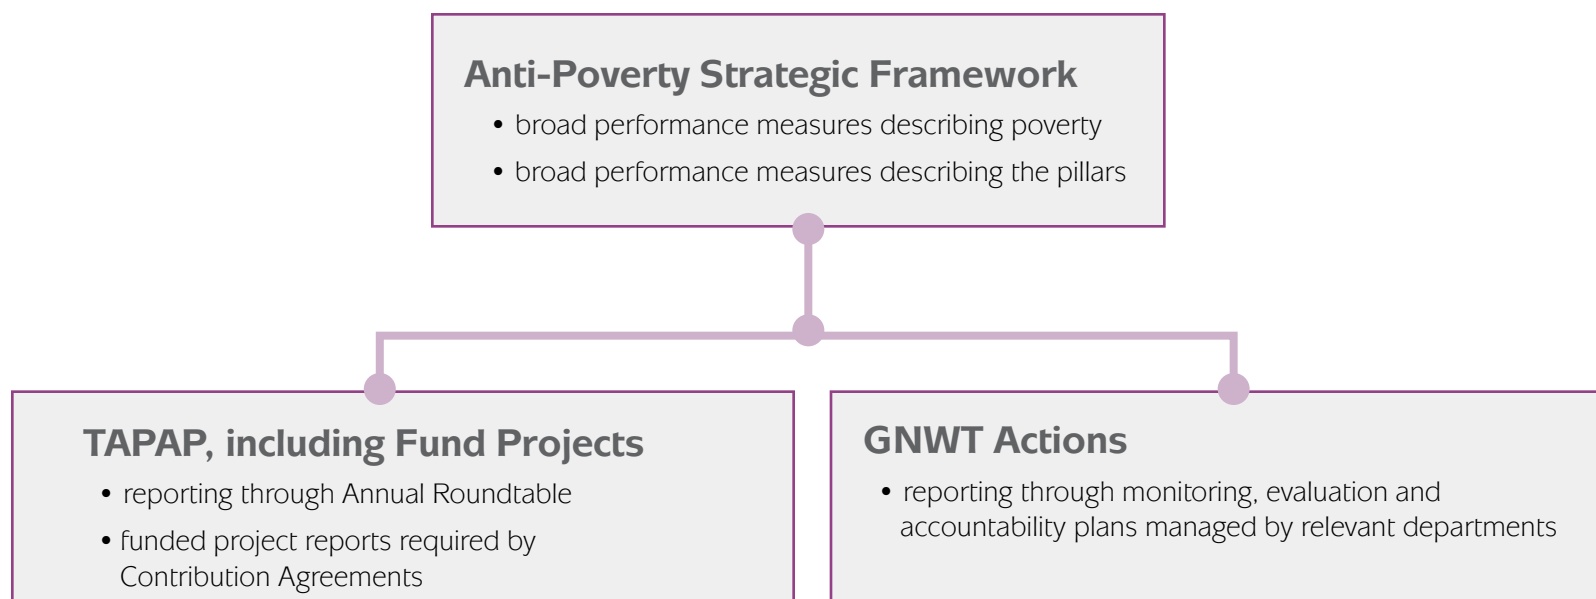 Anti-Poverty Strategic Framework
• broad performance measures describing poverty
• broad performance measures describing the pillars
TAPAP, including Fund Projects
• reporting through Annual Roundtable
• funded project reports required by
Contribution Agreements
GNWT Actions
• reporting through monitoring, evaluation and
accountability plans managed by relevant departments